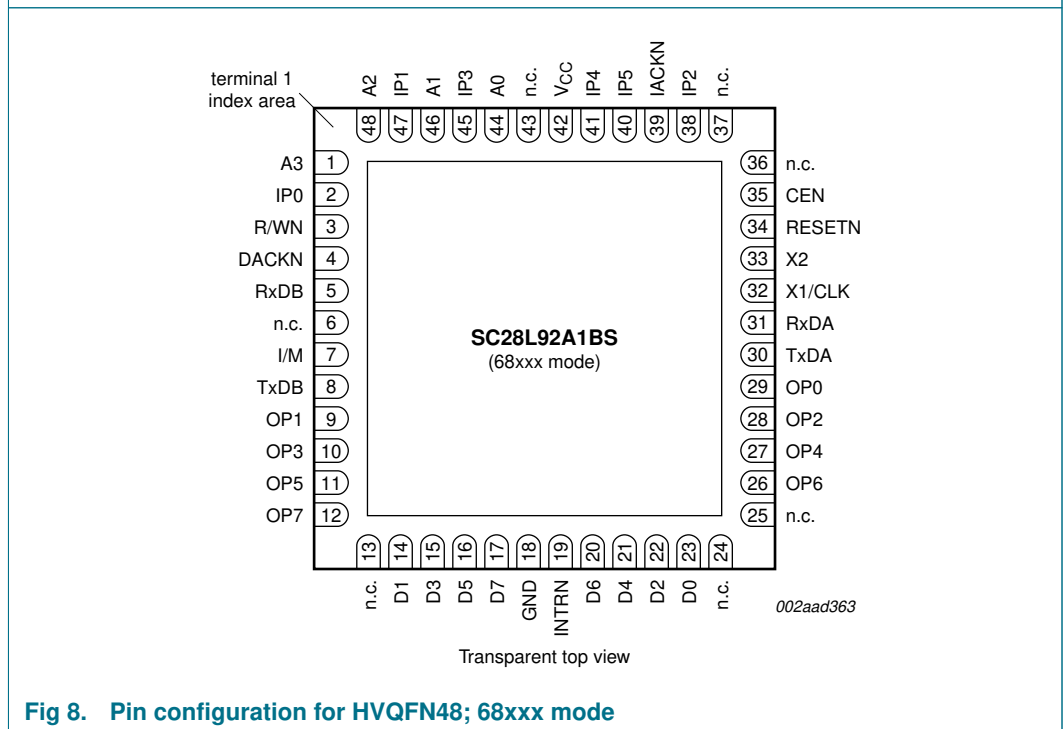 terminal 1
index area
A2 IP1 A1 IP3 A0 n.c. VCC IP4 IP5 IACKN IP2 n.c.
48 47 46 45 44 43 42 41 40 39 38 37
A3 1 36 n.c.
IP0 2 35 CEN
R/WN 3 34 RESETN
DACKN 4 33 X2
RxDB 5 32 X1/CLK
n.c. 6 31 RxDA
I/M 7 30 TxDA
TxDB 8 29 OP0
OP1 9 28 OP2
OP3 10 27 OP4
OP5 11 26 OP6
OP7 12 25 n.c.
SC28L92A1BS
(68xxx mode)
13 14 15 16 17 18 19 20 21 22 23 24
n.c. D1 D3 D5 D7 GND INTRN D6 D4 D2 D0 n.c.
002aad363
Transparent top view
Fig 8. Pin configuration for HVQFN48; 68xxx mode